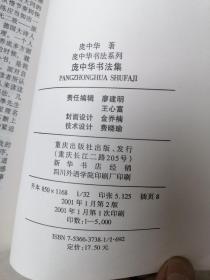 庞中华 著
庞中华书法系列
庞中华书法集
PANGZHONGHUA SHUFAJI
责任编辑 廖建明
王心富
封面设计 金乔楠
技术设计 费晓瑜
重庆出版社出版、发行
(重庆长江二路205号)
新华书店经销
四川外语学院印刷厂印刷
开本 850×1168 1/32 印张 5.125 插页 8
2001年1月第2版
2001年1月第1次印刷
印数:1-5,000
ISBN 7-5366-3738-1/J·692
定价:17.50元